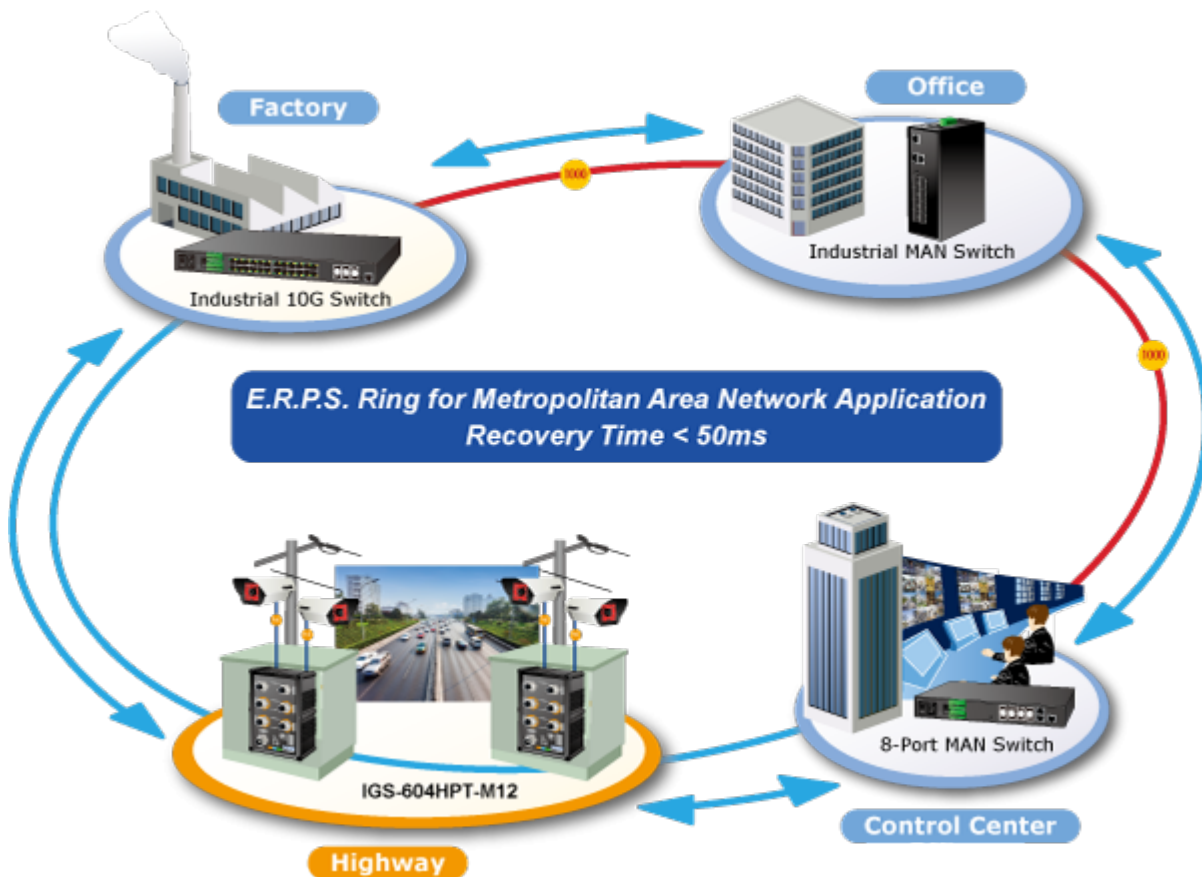 Factory
Office
1000
Industrial 10G Switch
Industrial MAN Switch
1000
E.R.P.S. Ring for Metropolitan Area Network Application
Recovery Time < 50ms
8-Port MAN Switch
IGS-604HPT-M12
Control Center
Highway